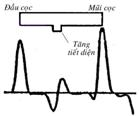 Đầu cọc Mũi cọc
Tăng
tiết diện